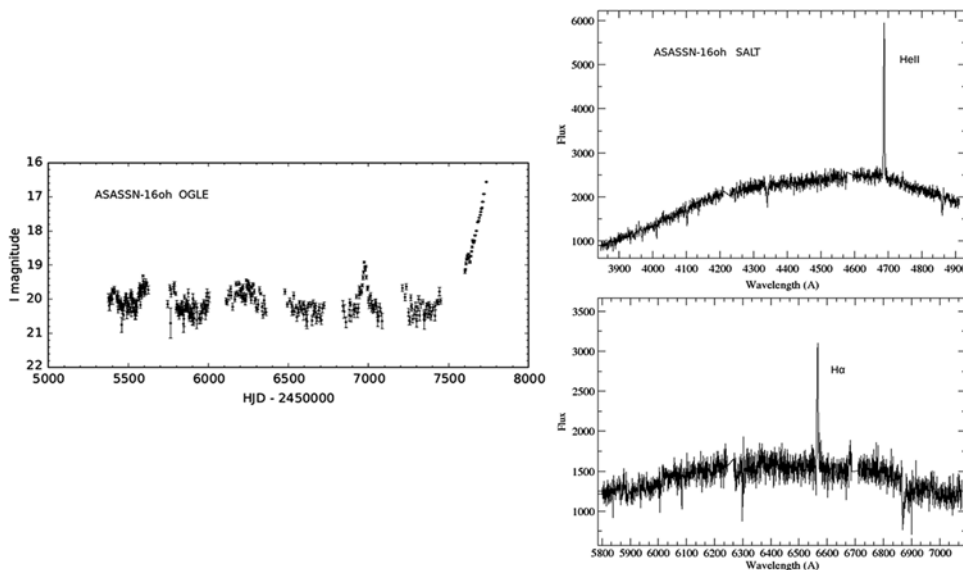 16
17
18
19
20
21
22
I magnitude
ASASSN-16oh OGLE
5000 5500 6000 6500 7000 7500 8000
HJD - 2450000
6000
5000
4000
3000
2000
1000
Flux
ASASSN-16oh SALT
HeII
3900 4000 4100 4200 4300 4400 4500 4600 4700 4800 4900
Wavelength (A)
3500
3000
2500
2000
1500
1000
Flux
Hα
5800 5900 6000 6100 6200 6300 6400 6500 6600 6700 6800 6900 7000
Wavelength (A)